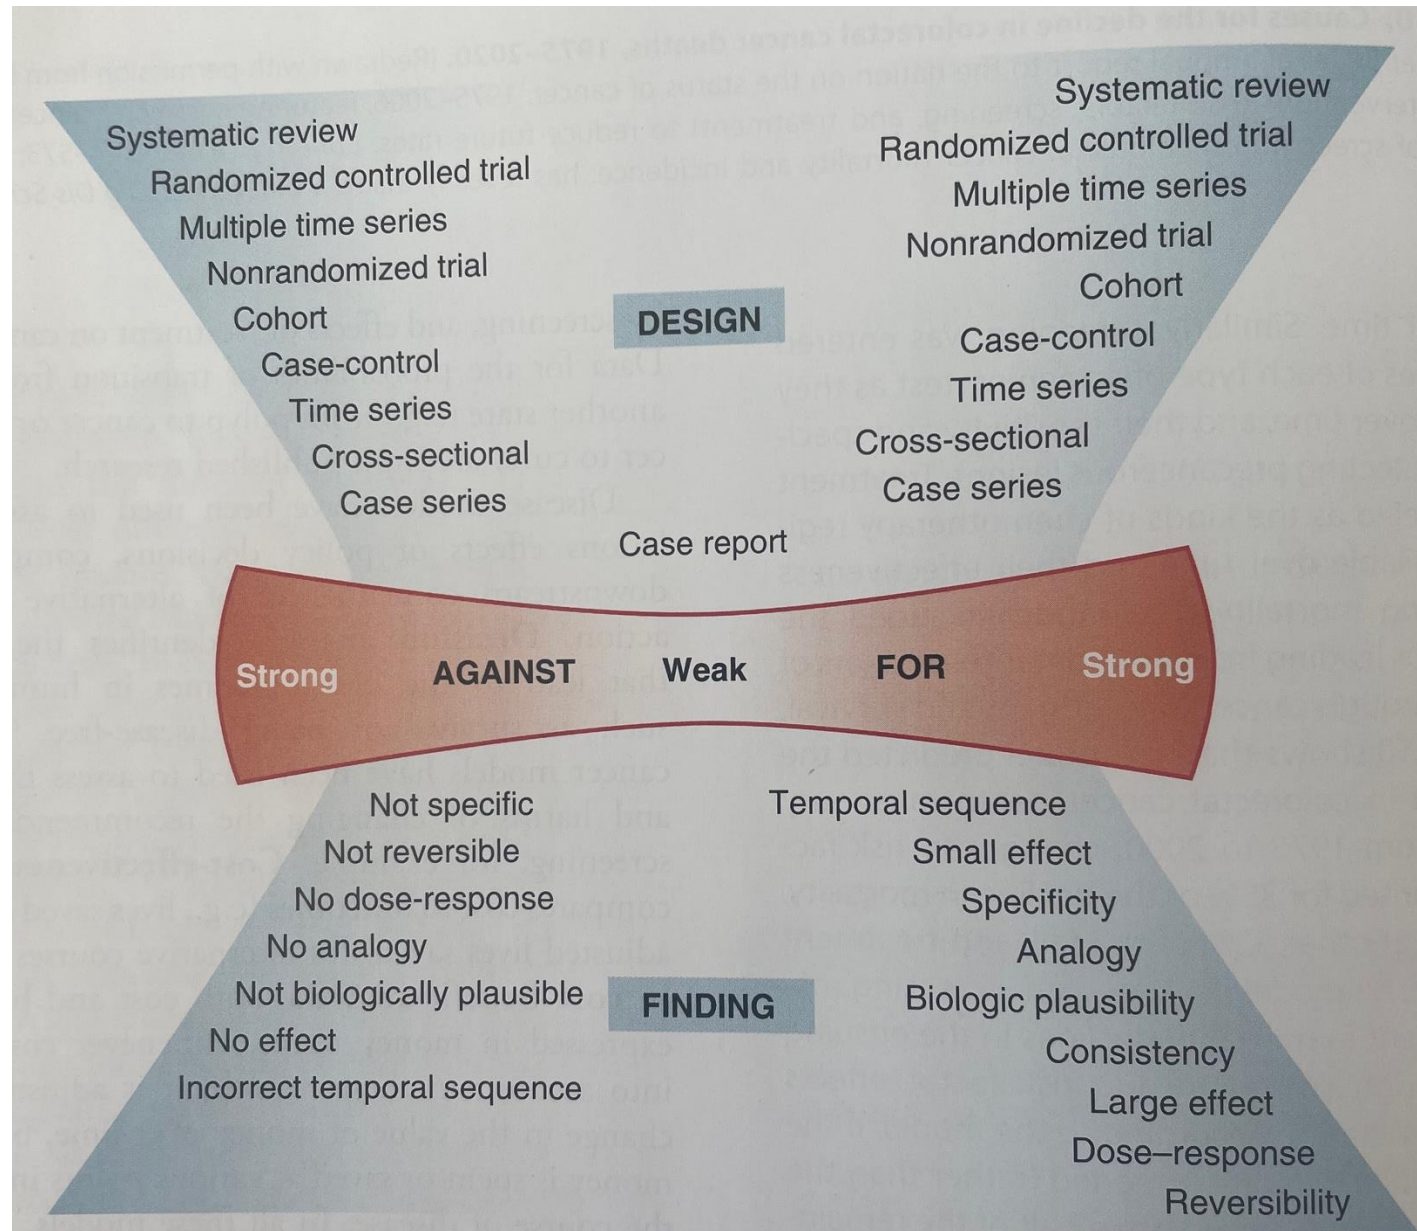 Systematic review
Randomized controlled trial
Multiple time series
Nonrandomized trial
Cohort
Case-control
Time series
Cross-sectional
Case series
DESIGN
Systematic review
Randomized controlled trial
Multiple time series
Nonrandomized trial
Cohort
Case-control
Time series
Cross-sectional
Case series
Case report
Strong AGAINST Weak FOR Strong
Not specific
Not reversible
No dose-response
No analogy
Not biologically plausible
No effect
Incorrect temporal sequence
FINDING
Temporal sequence
Small effect
Specificity
Analogy
Biologic plausibility
Consistency
Large effect
Dose–response
Reversibility